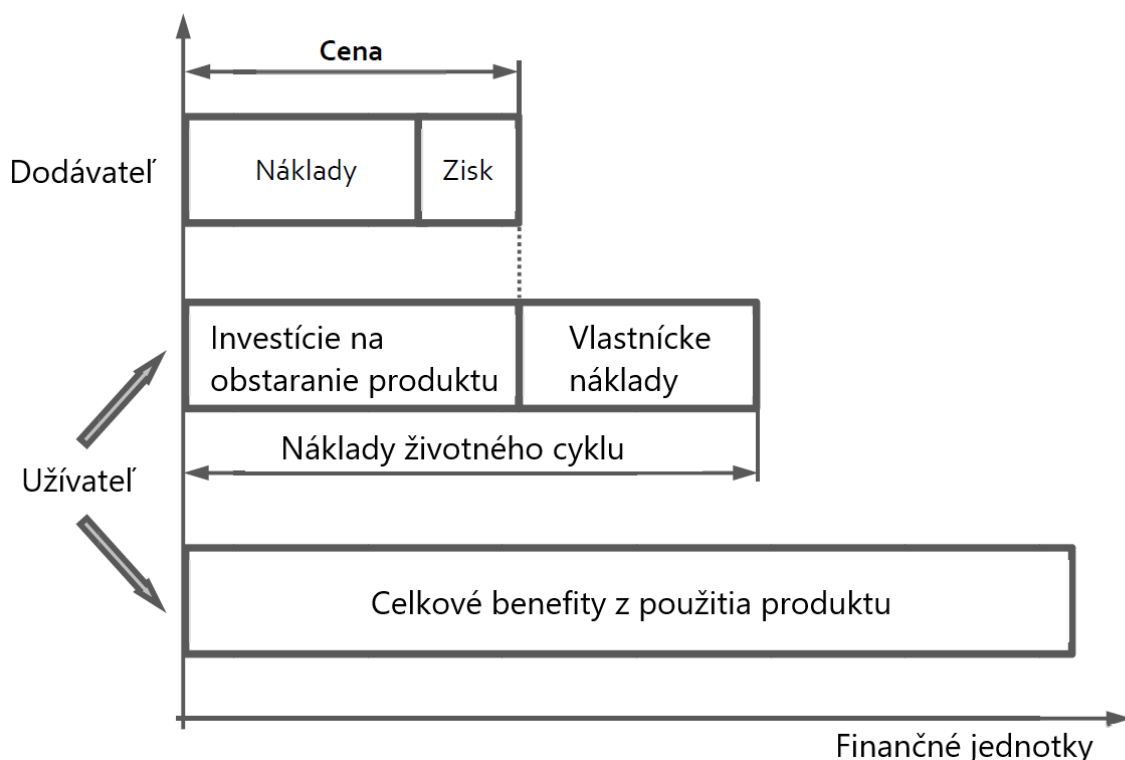 Cena
Dodávateľ
Náklady
Zisk
Investície na
obstaranie produktu
Vlastnícke
náklady
Náklady životného cyklu
Užívateľ
Celkové benefity z použitia produktu
Finančné jednotky